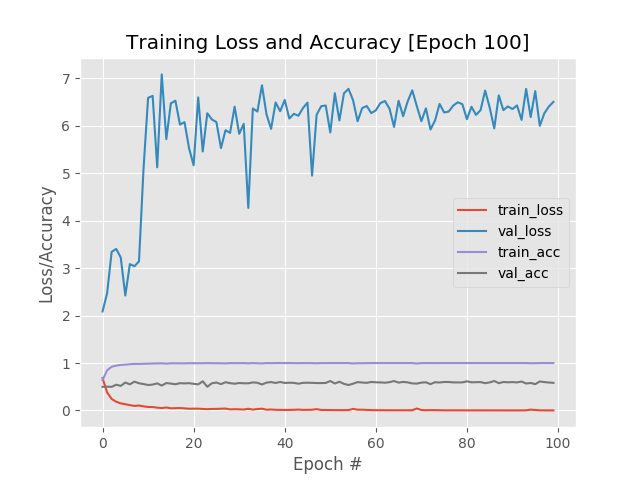 Training Loss and Accuracy [Epoch 100]
Loss/Accuracy
7
6
5
4
3
2
1
0
train_loss
val_loss
train_acc
val_acc
0
20
40
60
80
100
Epoch #